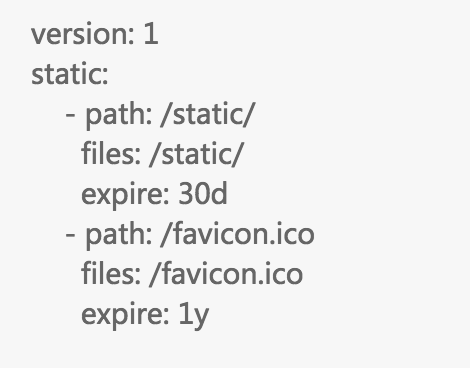 version: 1
static:
- path: /static/
files: /static/
expire: 30d
- path: /favicon.ico
files: /favicon.ico
expire: 1y